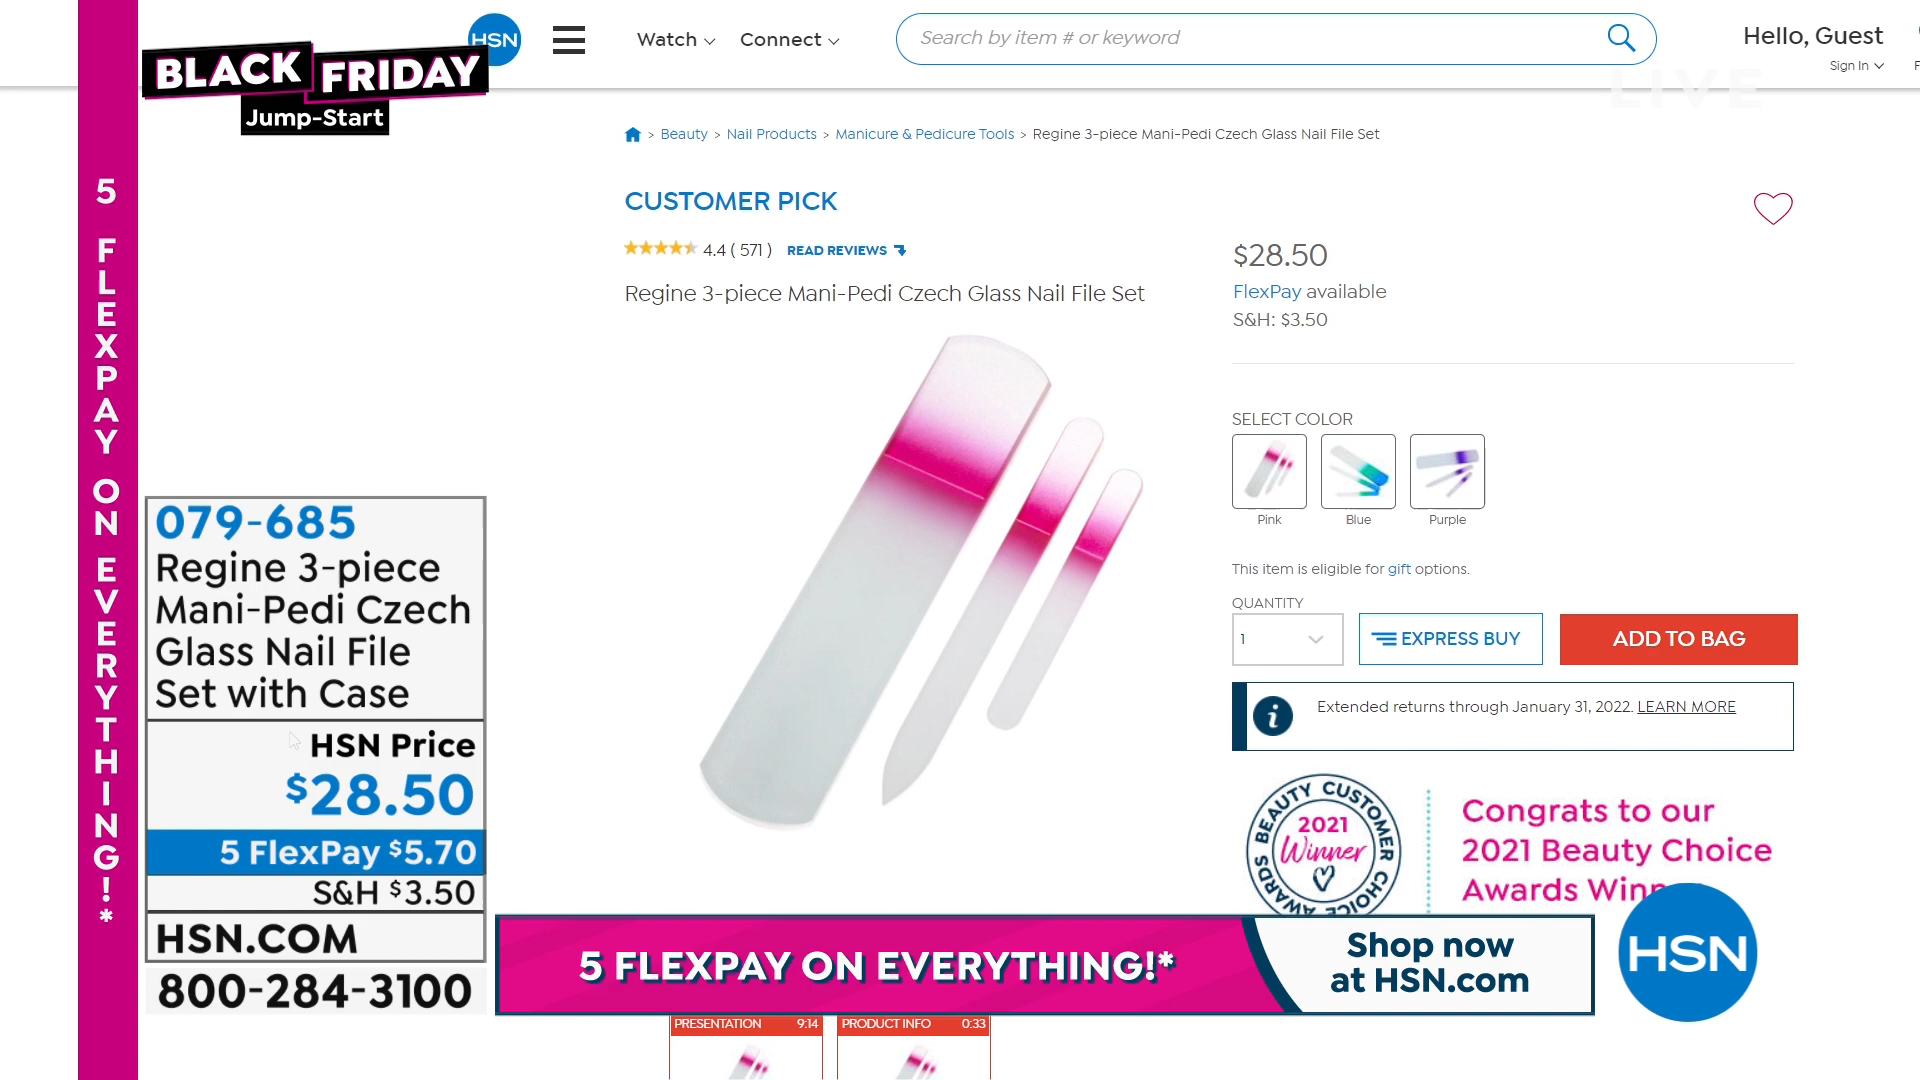 5 FLEXPAY ON EVERYTHING!*
BLACK FRIDAY
Jump-Start
HSN
Watch
Connect
Search by item # or keyword
Hello, Guest
Sign In
F
LIVE
> Beauty > Nail Products > Manicure & Pedicure Tools > Regine 3-piece Mani-Pedi Czech Glass Nail File Set
CUSTOMER PICK
4.4 ( 571 ) READ REVIEWS
Regine 3-piece Mani-Pedi Czech Glass Nail File Set
$28.50
FlexPay available
S&H: $3.50
SELECT COLOR
Pink
Blue
Purple
This item is eligible for gift options.
QUANTITY
1
EXPRESS BUY
ADD TO BAG
i
Extended returns through January 31, 2022. LEARN MORE
BEAUTY CUSTOMER CHOICE AWARDS
2021
Winner
Congrats to our
2021 Beauty Choice
Awards
079-685
Regine 3-piece
Mani-Pedi Czech
Glass Nail File
Set with Case
HSN Price
$28.50
5 FlexPay $5.70
S&H $3.50
HSN.COM
800-284-3100
5 FLEXPAY ON EVERYTHING!*
Shop now
at HSN.com
HSN
PRESENTATION 9:14
PRODUCT INFO 0:33